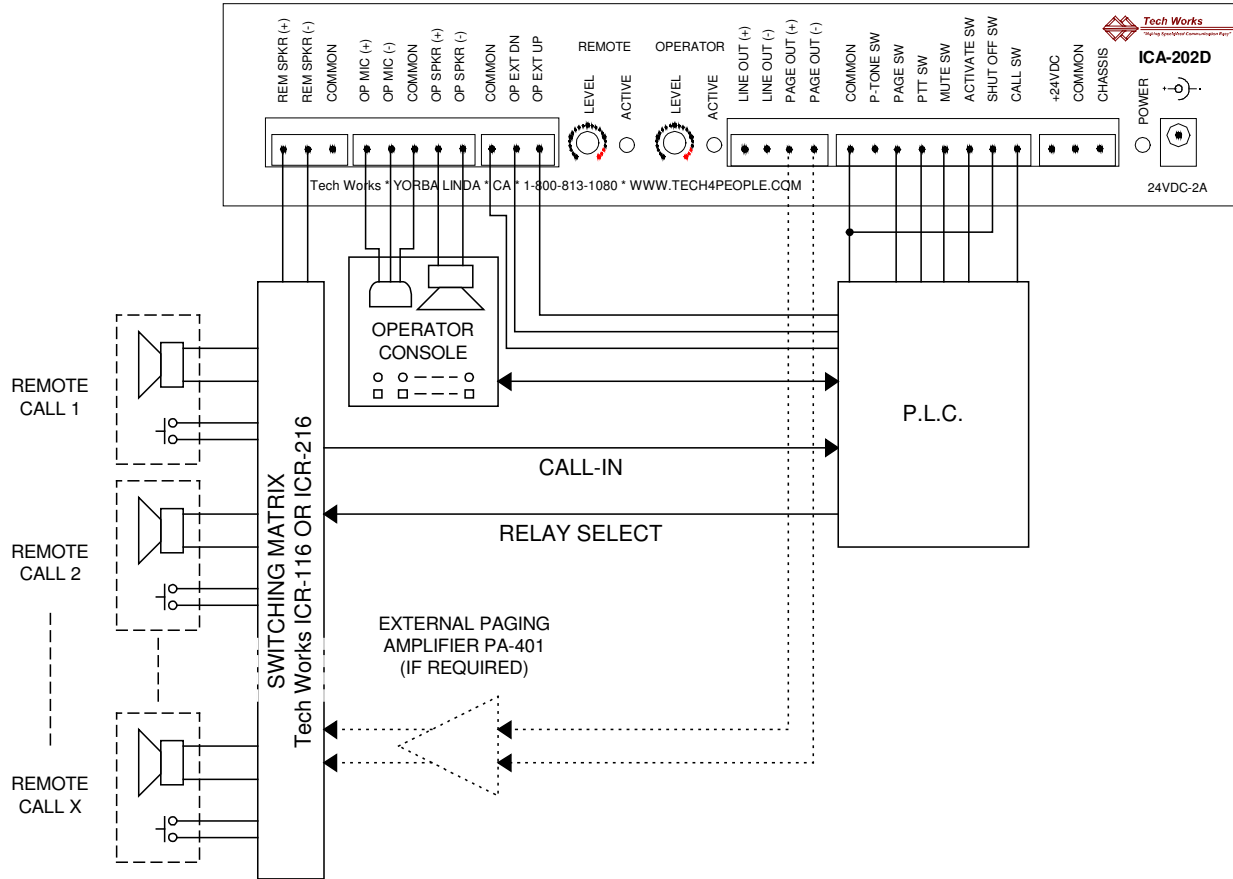 Tech Works
"Making Specialized Communication Easy"
ICA-202D
REM SPKR (+)
REM SPKR (-)
COMMON
OP MIC (+)
OP MIC (-)
COMMON
OP SPKR (+)
OP SPKR (-)
COMMON
OP EXT DN
OP EXT UP
REMOTE
LEVEL
ACTIVE
OPERATOR
LEVEL
ACTIVE
LINE OUT (+)
LINE OUT (-)
PAGE OUT (+)
PAGE OUT (-)
COMMON
P-TONE SW
PAGE SW
PTT SW
MUTE SW
ACTIVATE SW
SHUT OFF SW
CALL SW
+24VDC
COMMON
CHASSIS
POWER
24VDC-2A
Tech Works * YORBA LINDA * CA * 1-800-813-1080 * WWW.TECH4PEOPLE.COM
OPERATOR
CONSOLE
P.L.C.
REMOTE
CALL 1
REMOTE
CALL 2
REMOTE
CALL X
SWITCHING MATRIX
Tech Works ICR-116 OR ICR-216
CALL-IN
RELAY SELECT
EXTERNAL PAGING
AMPLIFIER PA-401
(IF REQUIRED)